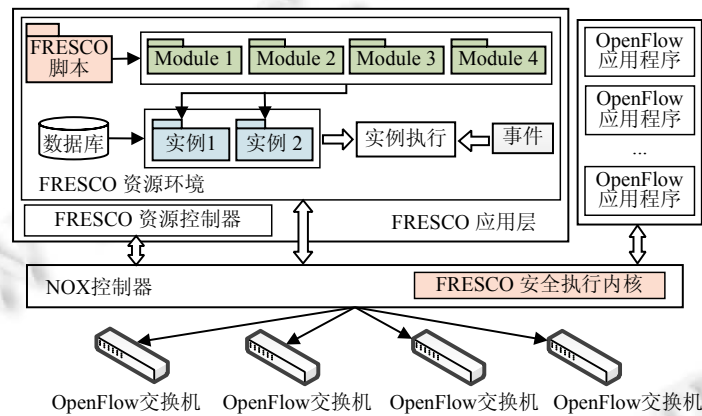 FRESCO
脚本
Module 1
Module 2
Module 3
Module 4
数据库
实例1
实例 2
实例执行
事件
FRESCO 资源环境
FRESCO 资源控制器
FRESCO 应用层
OpenFlow
应用程序
OpenFlow
应用程序
...
OpenFlow
应用程序
NOX控制器
FRESCO 安全执行内核
OpenFlow交换机
OpenFlow交换机
OpenFlow交换机
OpenFlow交换机